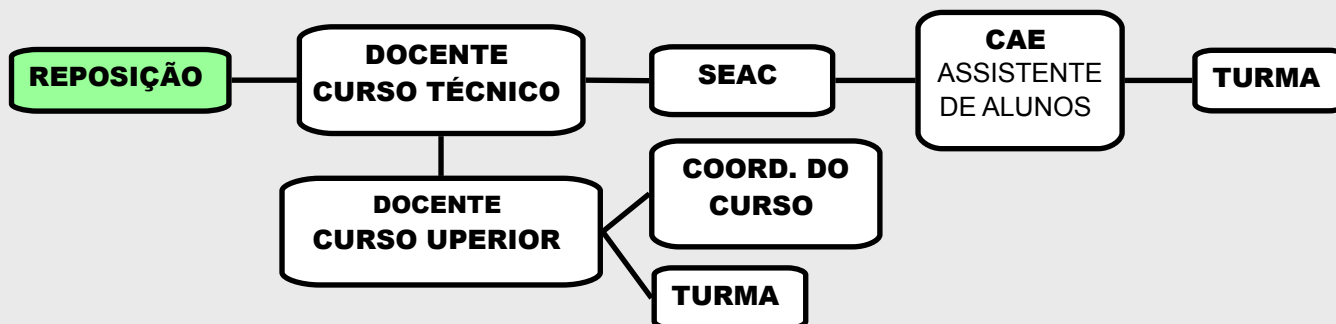 REPOSIÇÃO
DOCENTE
CURSO TÉCNICO
SEAC
CAE
ASSISTENTE
DE ALUNOS
TURMA
DOCENTE
CURSO UPERIOR
COORD. DO
CURSO
TURMA